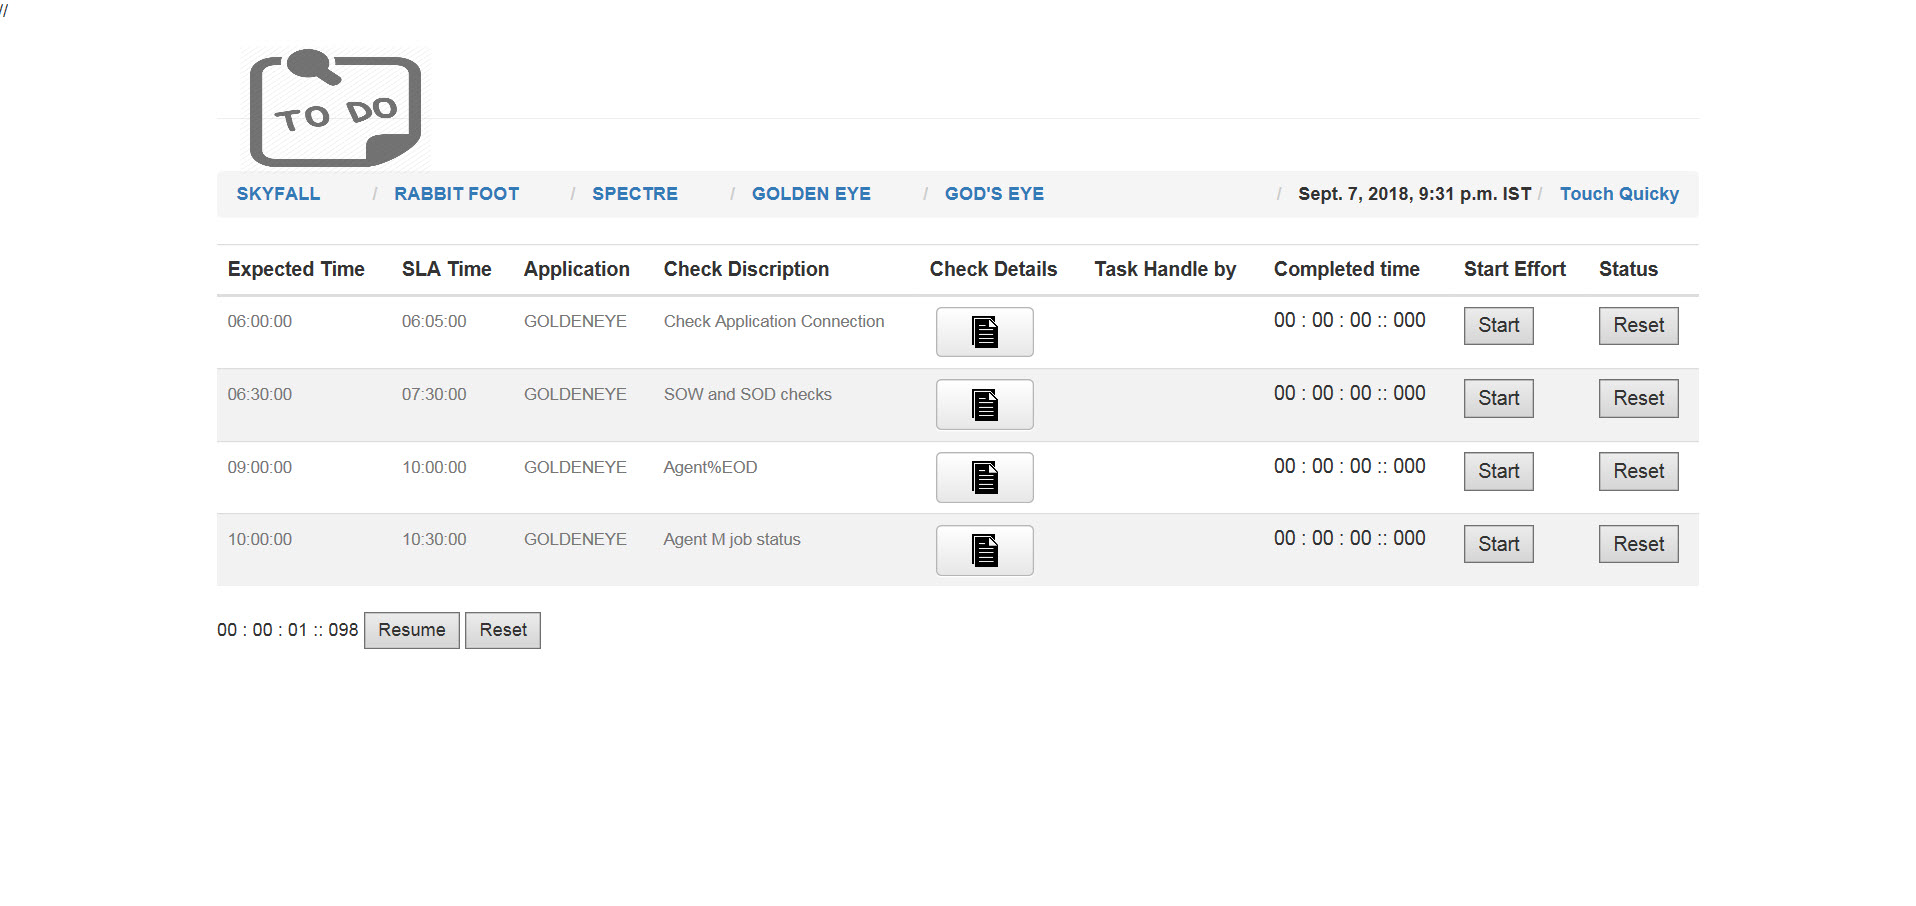 //
TO DO
SKYFALL / RABBIT FOOT / SPECTRE / GOLDEN EYE / GOD'S EYE / Sept. 7, 2018, 9:31 p.m. IST / Touch Quicky
Expected Time SLA Time Application Check Discription Check Details Task Handle by Completed time Start Effort Status
06:00:00 06:05:00 GOLDENEYE Check Application Connection 00 : 00 : 00 :: 000 Start Reset
06:30:00 07:30:00 GOLDENEYE SOW and SOD checks 00 : 00 : 00 :: 000 Start Reset
09:00:00 10:00:00 GOLDENEYE Agent%EOD 00 : 00 : 00 :: 000 Start Reset
10:00:00 10:30:00 GOLDENEYE Agent M job status 00 : 00 : 00 :: 000 Start Reset
00 : 00 : 01 :: 098 Resume Reset